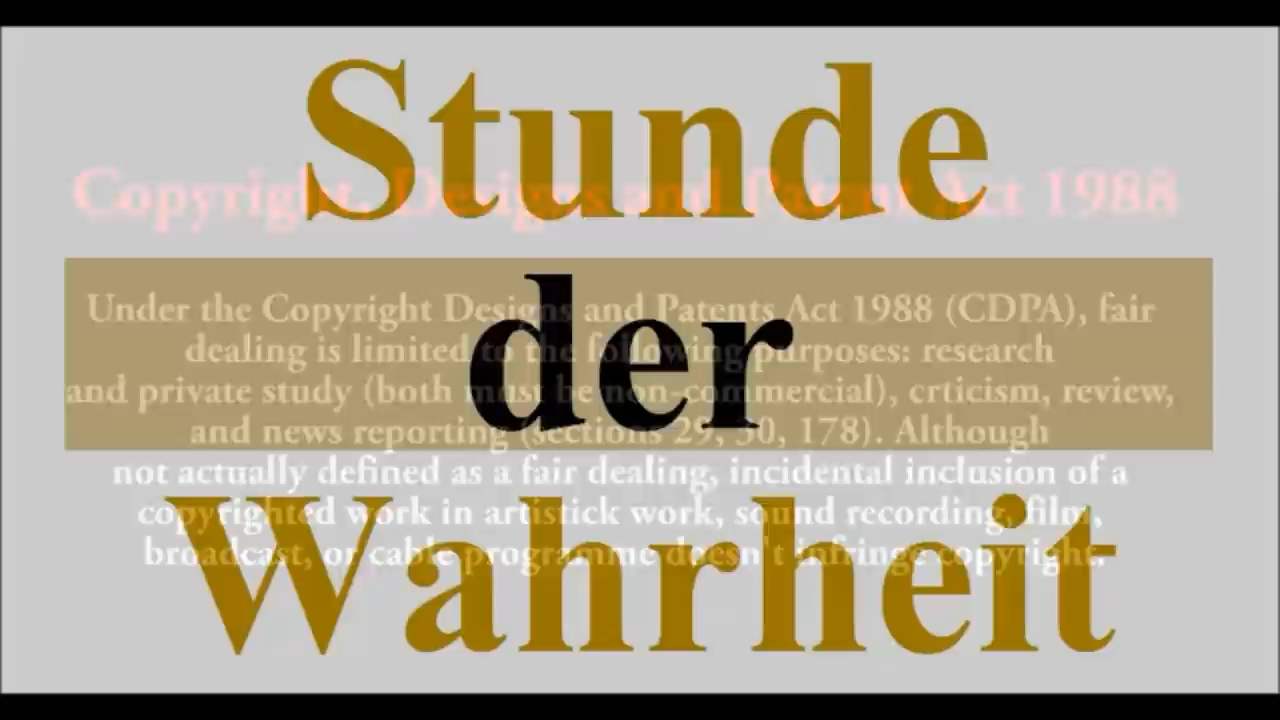 Stunde
Copyright, Designs and Patent Act 1988
der
Under the Copyright Designs and Patents Act 1988 (CDPA), fair
dealing is limited to the following purposes: research
and private study (both must be non-commercial), crticism, review,
and news reporting (sections 29, 30, 178). Although
not actually defined as a fair dealing, incidental inclusion of a
copyrighted work in artistick work, sound recording, film,
broadcast, or cable programme doesn't infringe copyright.
Wahrheit